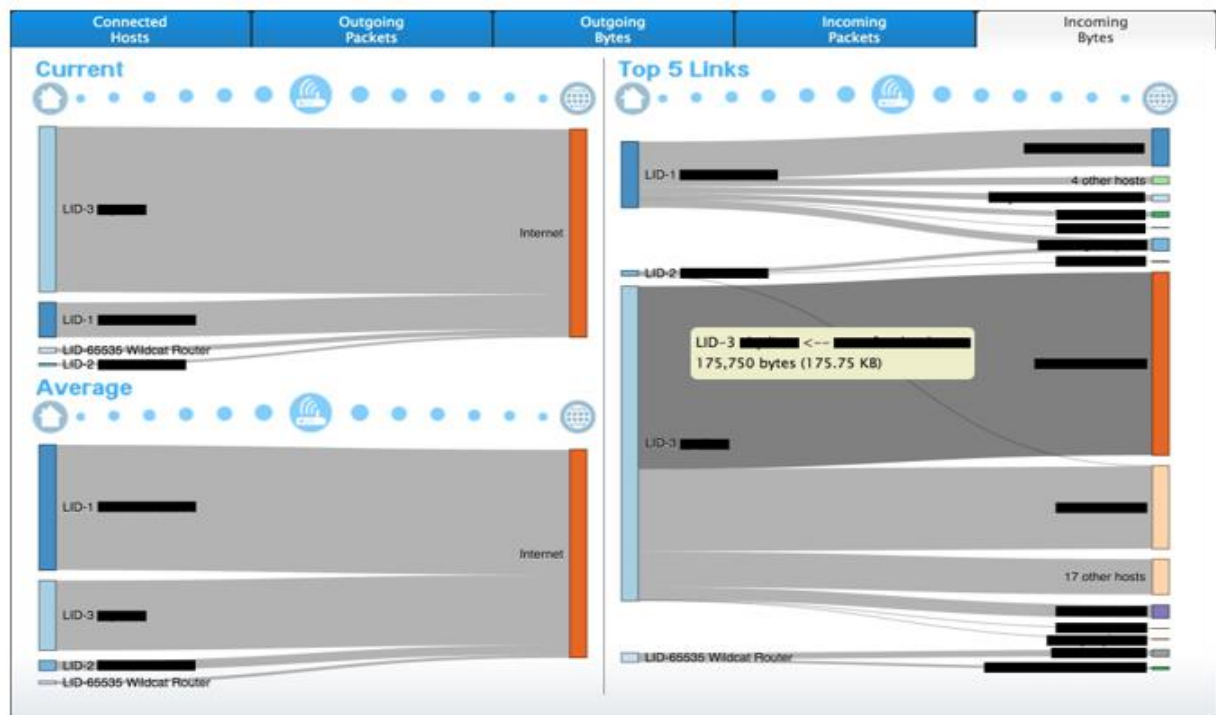 Connected
Hosts
Outgoing
Packets
Outgoing
Bytes
Incoming
Packets
Incoming
Bytes
Current
LID-3
Internet
LID-1
LID-65535 Wildcat Router
LID-2
Average
LID-1
Internet
LID-3
LID-2
LID-65535 Wildcat Router
Top 5 Links
LID-1
4 other hosts
LID-2
LID-3 <--
175,750 bytes (175.75 KB)
LID-3
17 other hosts
LID-65535 Wildcat Router